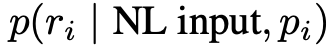 p(r_i | NL input, p_i)